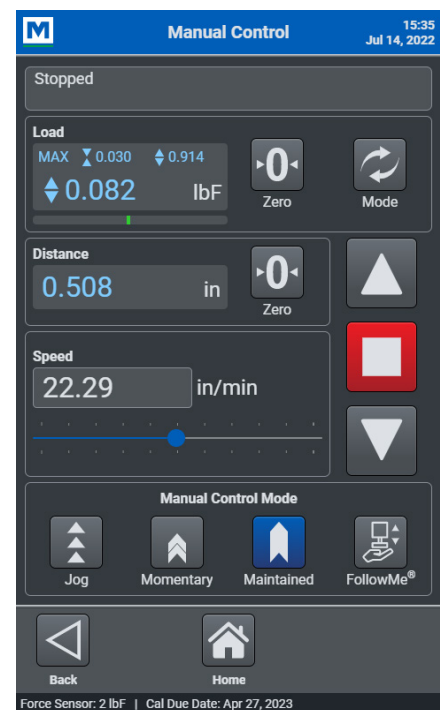 M
Manual Control
15:35
Jul 14, 2022
Stopped
Load
MAX 0.030 0.914
0.082 lbF
0
Zero
Mode
Distance
0.508 in
0
Zero
Speed
22.29 in/min
Manual Control Mode
Jog Momentary Maintained FollowMe®
Back Home
Force Sensor: 2 lbF | Cal Due Date: Apr 27, 2023